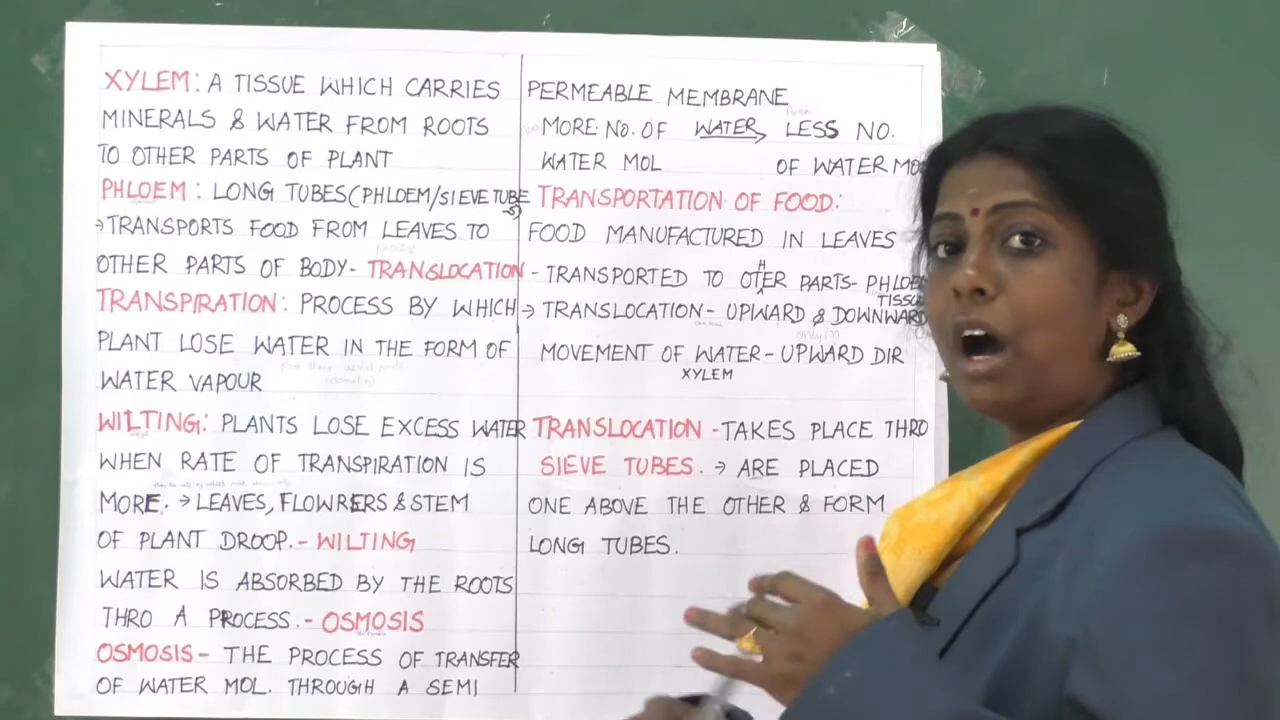 XYLEM: A TISSUE WHICH CARRIES
MINERALS & WATER FROM ROOTS
TO OTHER PARTS OF PLANT
PHLOEM: LONG TUBES (PHLOEM/SIEVE TUBE
S)
→TRANSPORTS FOOD FROM LEAVES TO
OTHER PARTS OF BODY- TRANSLOCATION
TRANSPIRATION: PROCESS BY WHICH
PLANT LOSE WATER IN THE FORM OF
WATER VAPOUR
WILTING: PLANTS LOSE EXCESS WATER
WHEN RATE OF TRANSPIRATION IS
MORE. → LEAVES, FLOWRERS & STEM
OF PLANT DROOP.- WILTING
WATER IS ABSORBED BY THE ROOTS
THRO A PROCESS.- OSMOSIS
OSMOSIS- THE PROCESS OF TRANSFER
OF WATER MOL. THROUGH A SEMI
PERMEABLE MEMBRANE
MORE NO. OF WATER → LESS NO.
WATER MOL OF WATER MO
TRANSPORTATION OF FOOD:
FOOD MANUFACTURED IN LEAVES
- TRANSPORTED TO OTHER PARTS- PHLOE
TISSU
→ TRANSLOCATION- UPWARD & DOWNWARD
MOVEMENT OF WATER- UPWARD DIR
XYLEM
TRANSLOCATION - TAKES PLACE THRO
SIEVE TUBES. → ARE PLACED
ONE ABOVE THE OTHER & FORM
LONG TUBES.